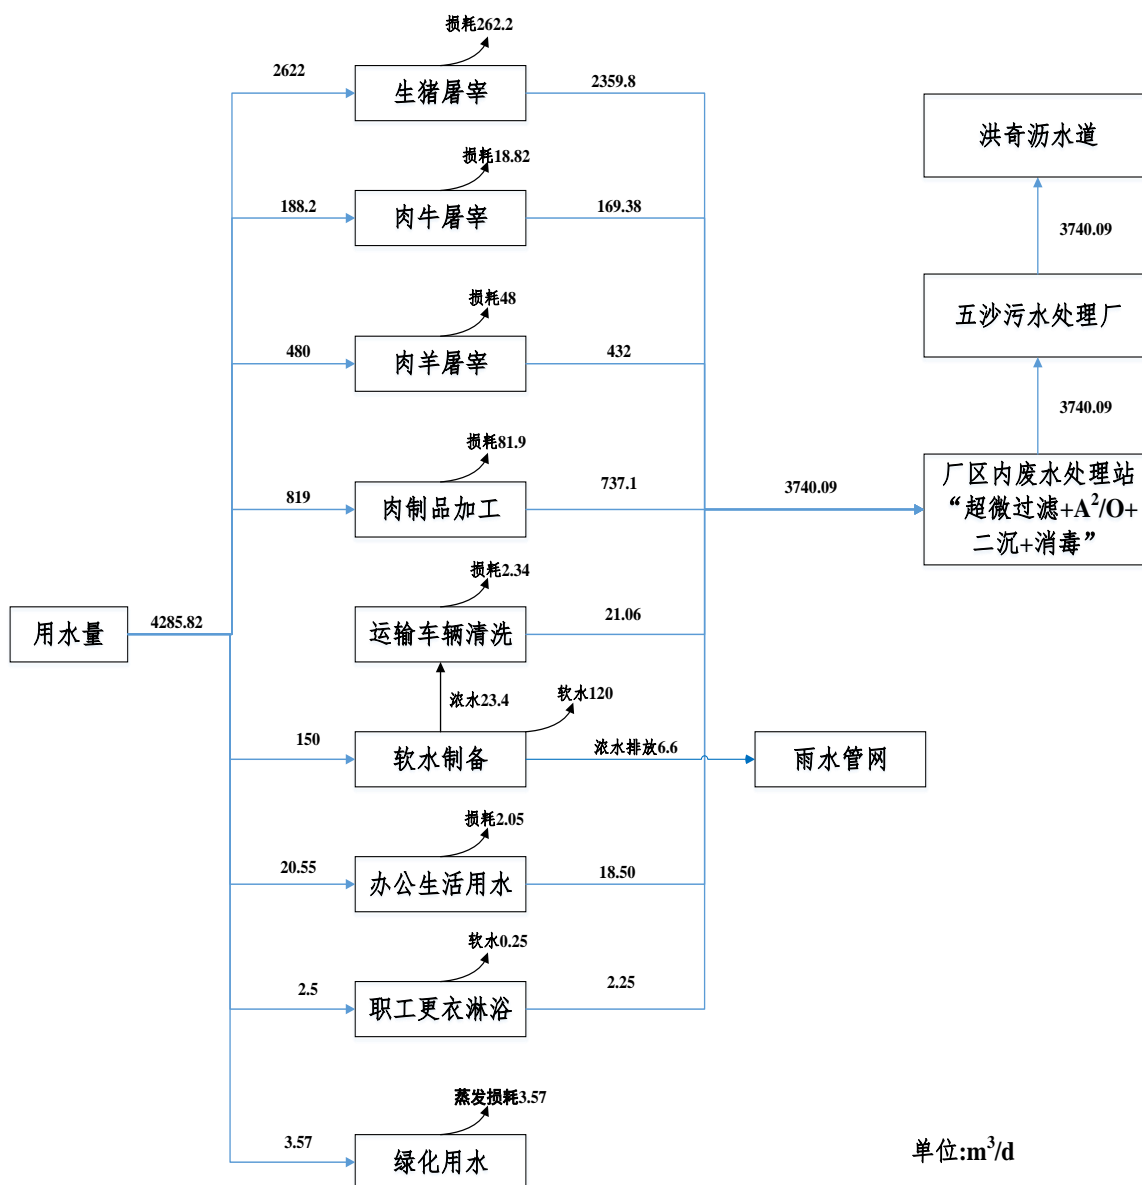 损耗262.2
2622
生猪屠宰
2359.8
洪奇沥水道
损耗18.82
188.2
肉牛屠宰
169.38
3740.09
损耗48
五沙污水处理厂
480
肉羊屠宰
432
3740.09
损耗81.9
819
肉制品加工
737.1
3740.09
厂区内废水处理站
“超微过滤+A²/O+
二沉+消毒”
损耗2.34
用水量
4285.82
运输车辆清洗
21.06
浓水23.4
软水120
150
软水制备
浓水排放6.6
雨水管网
损耗2.05
20.55
办公生活用水
18.50
软水0.25
2.5
职工更衣淋浴
2.25
蒸发损耗3.57
3.57
绿化用水
单位:m³/d